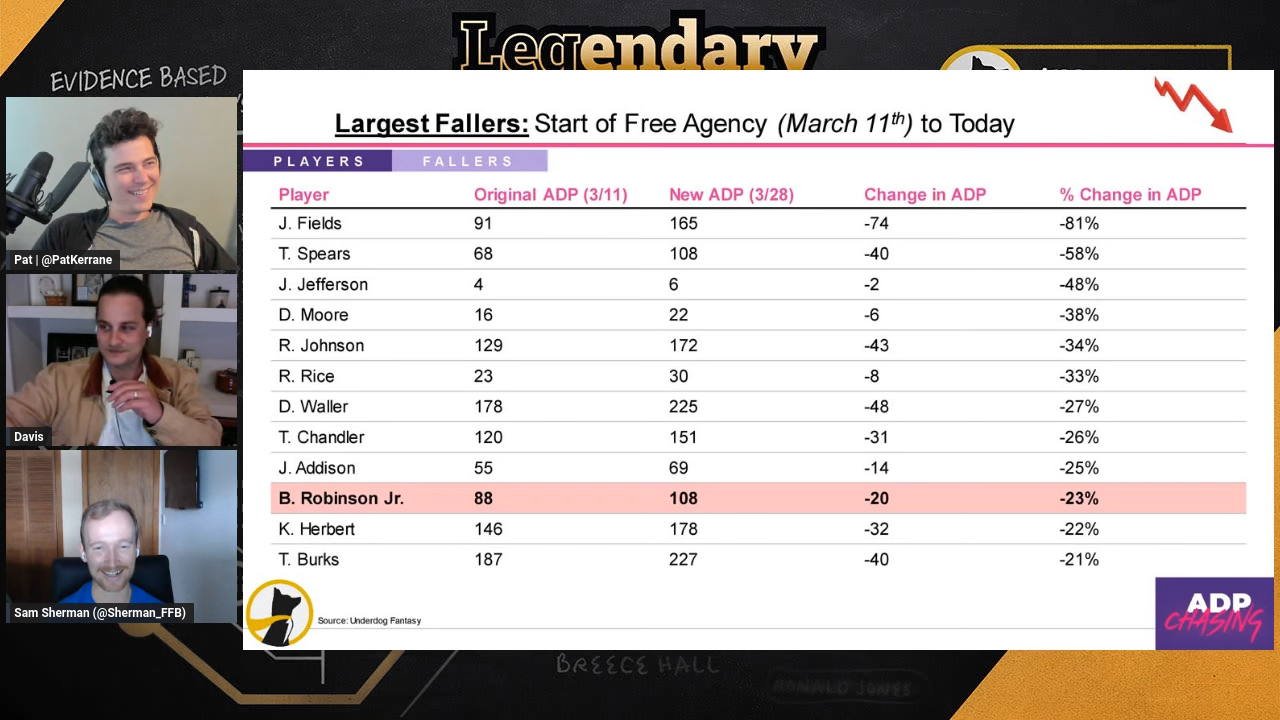 Legendary
EVIDENCE BASED
Largest Fallers: Start of Free Agency (March 11th) to Today
PLAYERS FALLERS
Player Original ADP (3/11) New ADP (3/28) Change in ADP % Change in ADP
J. Fields 91 165 -74 -81%
T. Spears 68 108 -40 -58%
J. Jefferson 4 6 -2 -48%
D. Moore 16 22 -6 -38%
R. Johnson 129 172 -43 -34%
R. Rice 23 30 -8 -33%
D. Waller 178 225 -48 -27%
T. Chandler 120 151 -31 -26%
J. Addison 55 69 -14 -25%
B. Robinson Jr. 88 108 -20 -23%
K. Herbert 146 178 -32 -22%
T. Burks 187 227 -40 -21%
Source: Underdog Fantasy
ADP
CHASING
Pat | @PatKerrane
Davis
Sam Sherman (@Sherman_FFB)
BREECE HALL
RONALD JONES